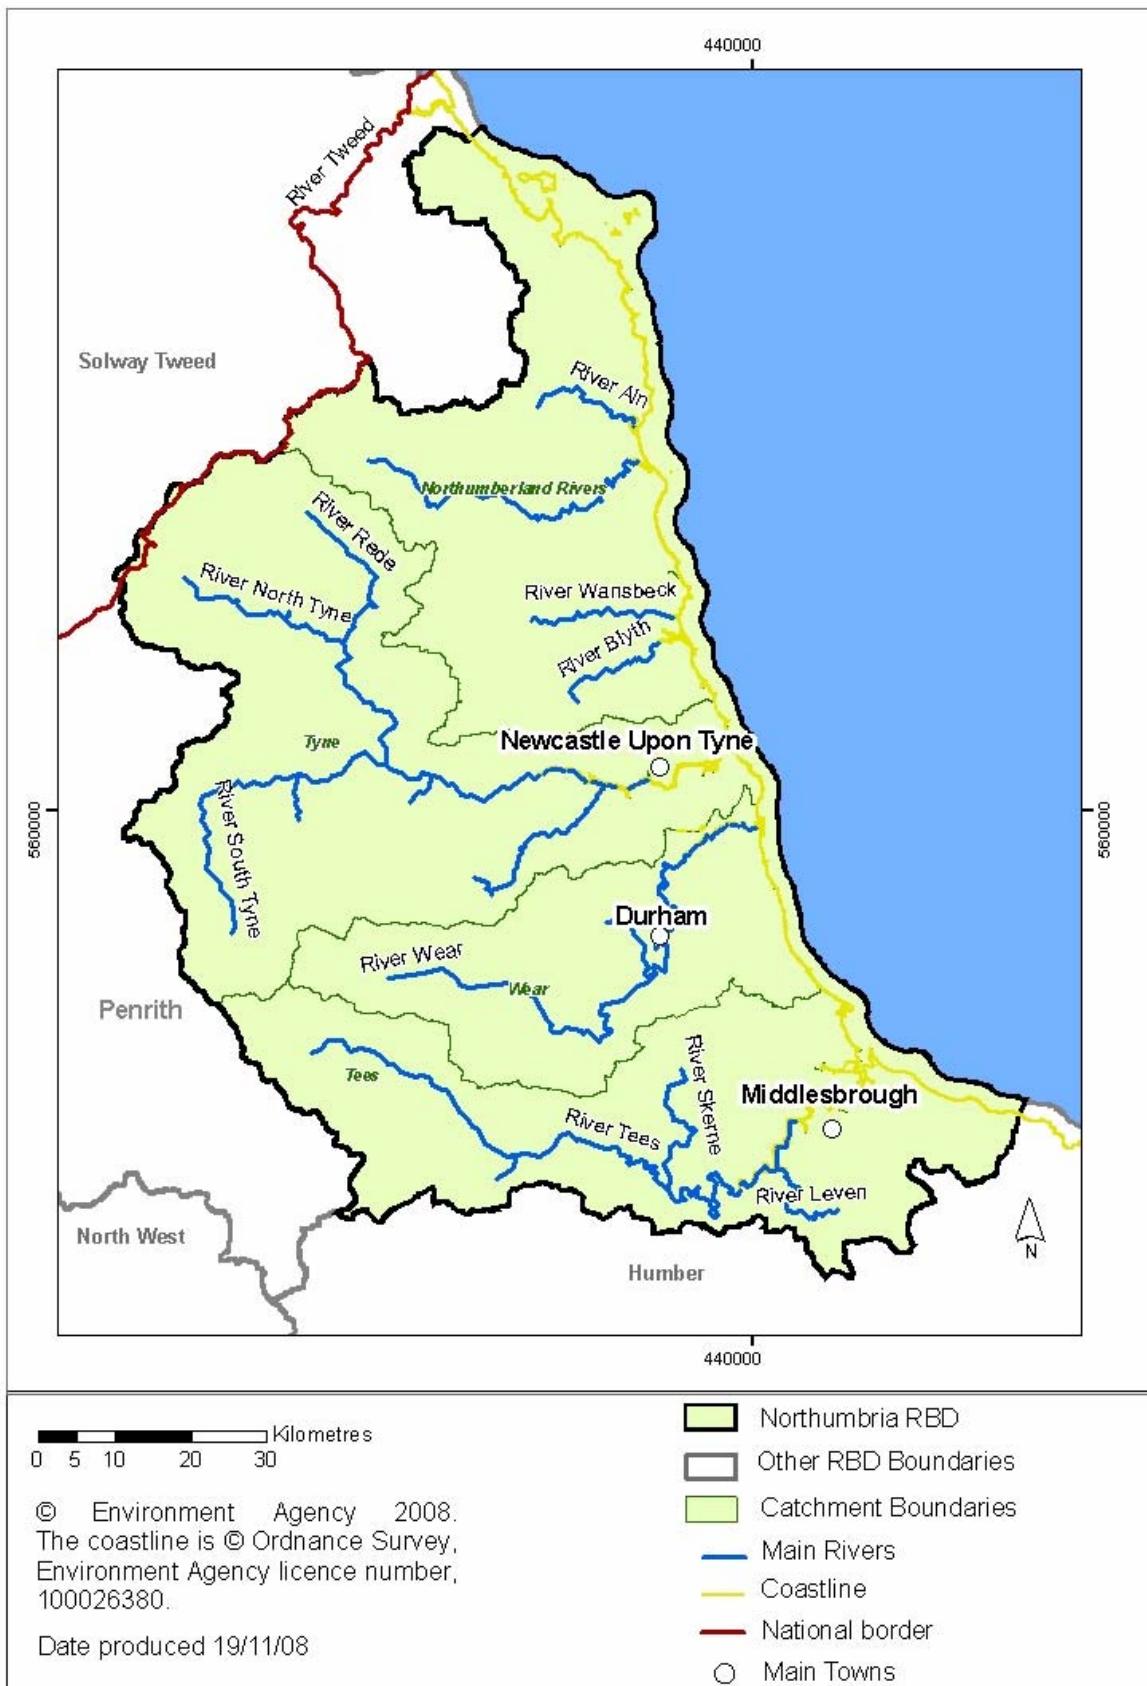 440000
River Tweed
Solway Tweed
River Aln
Northumberland Rivers
River Rede
River North Tyne
River Wansbeck
River Blyth
Newcastle Upon Tyne
Tyne
560000
560000
River South Tyne
Durham
River Wear
Wear
Penrith
Tees
River Skerne
Middlesbrough
River Tees
River Leven
North West
N
Humber
440000
Kilometres
0 5 10 20 30
© Environment Agency 2008.
The coastline is © Ordnance Survey,
Environment Agency licence number,
100026380.
Date produced 19/11/08
Northumbria RBD
Other RBD Boundaries
Catchment Boundaries
Main Rivers
Coastline
National border
Main Towns